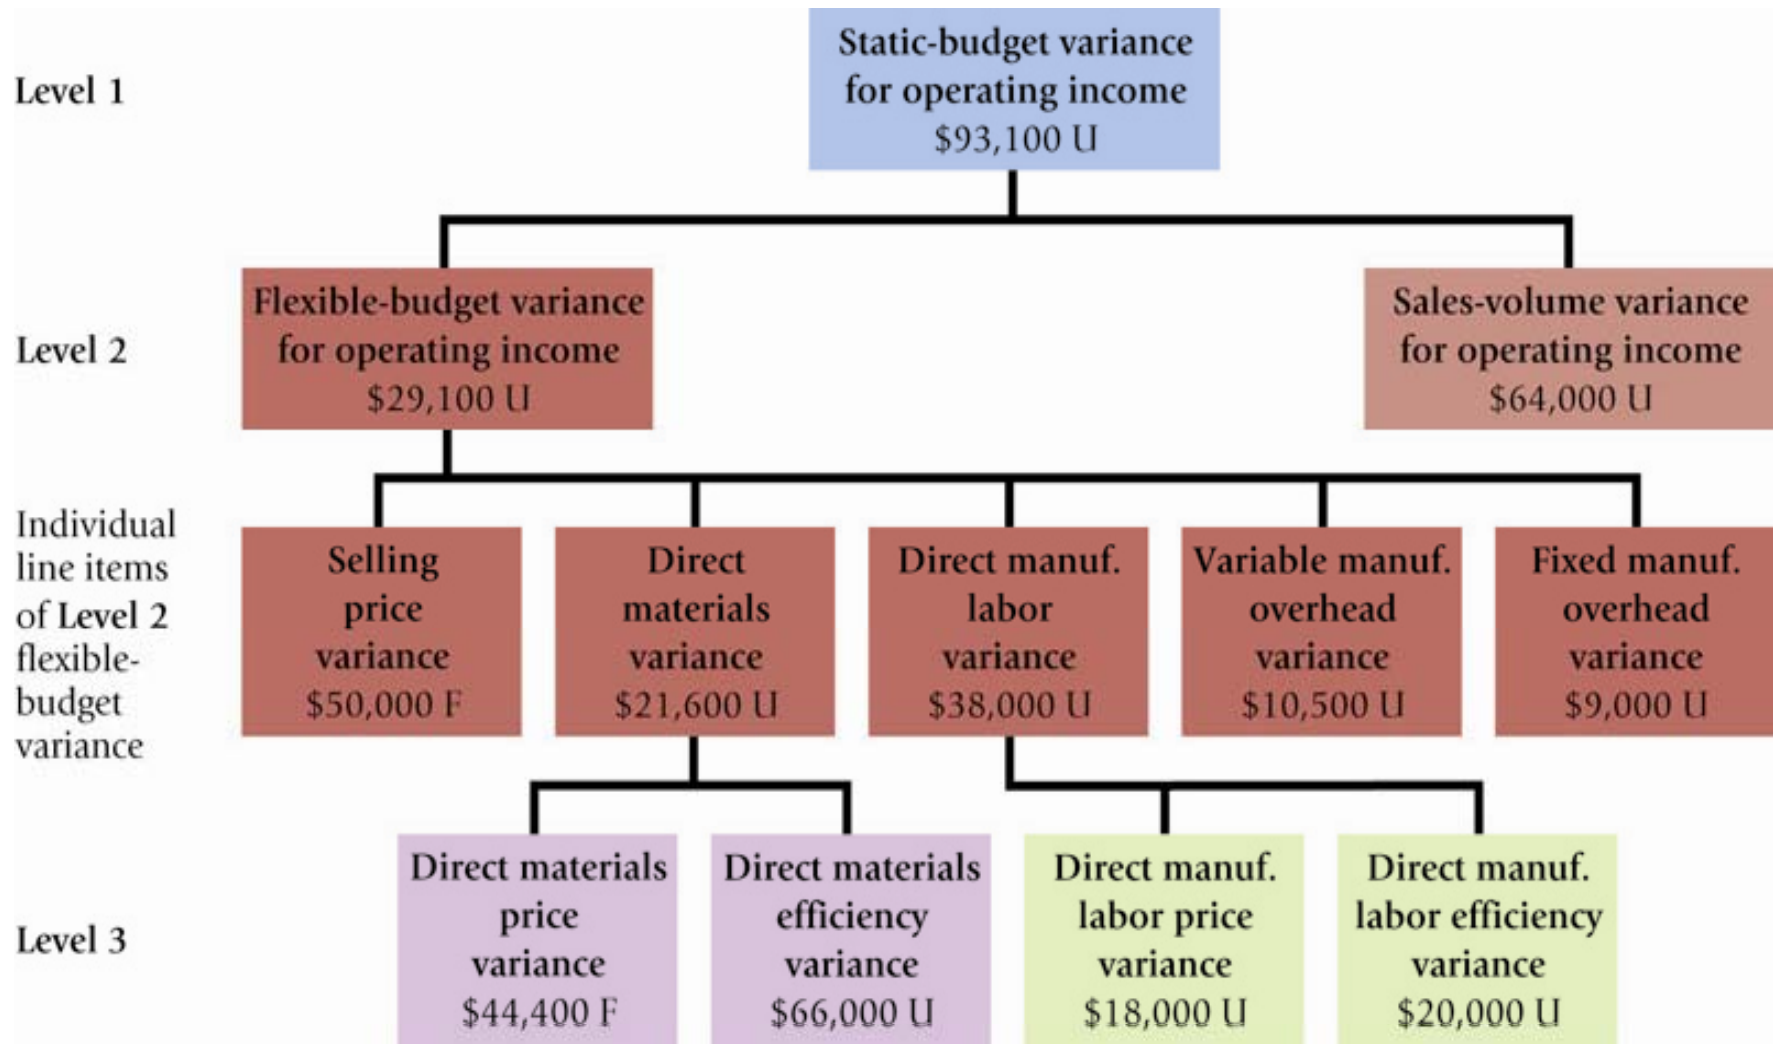 Level 1
Static-budget variance
for operating income
$93,100 U
Level 2
Flexible-budget variance
for operating income
$29,100 U
Sales-volume variance
for operating income
$64,000 U
Individual
line items
of Level 2
flexible-
budget
variance
Selling
price
variance
$50,000 F
Direct
materials
variance
$21,600 U
Direct manuf.
labor
variance
$38,000 U
Variable manuf.
overhead
variance
$10,500 U
Fixed manuf.
overhead
variance
$9,000 U
Level 3
Direct materials
price
variance
$44,400 F
Direct materials
efficiency
variance
$66,000 U
Direct manuf.
labor price
variance
$18,000 U
Direct manuf.
labor efficiency
variance
$20,000 U